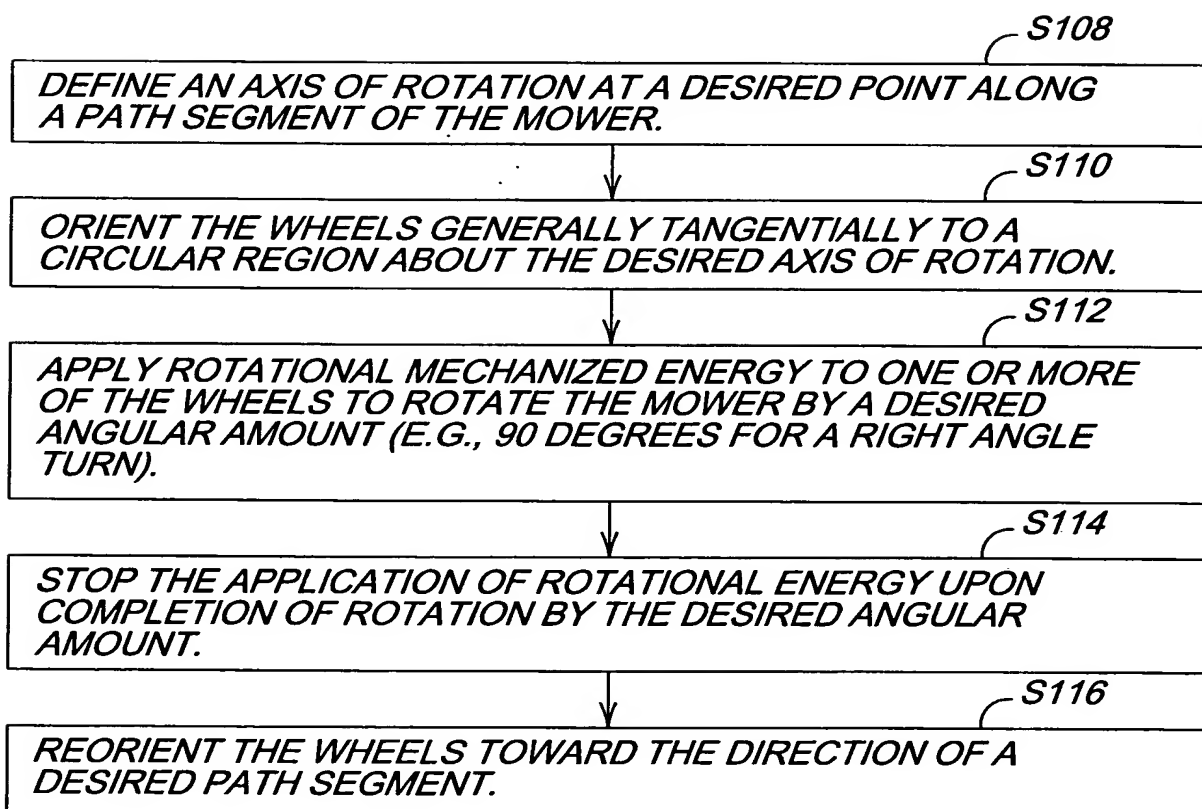 S108
DEFINE AN AXIS OF ROTATION AT A DESIRED POINT ALONG
A PATH SEGMENT OF THE MOWER.
S110
ORIENT THE WHEELS GENERALLY TANGENTIALLY TO A
CIRCULAR REGION ABOUT THE DESIRED AXIS OF ROTATION.
S112
APPLY ROTATIONAL MECHANIZED ENERGY TO ONE OR MORE
OF THE WHEELS TO ROTATE THE MOWER BY A DESIRED
ANGULAR AMOUNT (E.G., 90 DEGREES FOR A RIGHT ANGLE
TURN).
S114
STOP THE APPLICATION OF ROTATIONAL ENERGY UPON
COMPLETION OF ROTATION BY THE DESIRED ANGULAR
AMOUNT.
S116
REORIENT THE WHEELS TOWARD THE DIRECTION OF A
DESIRED PATH SEGMENT.